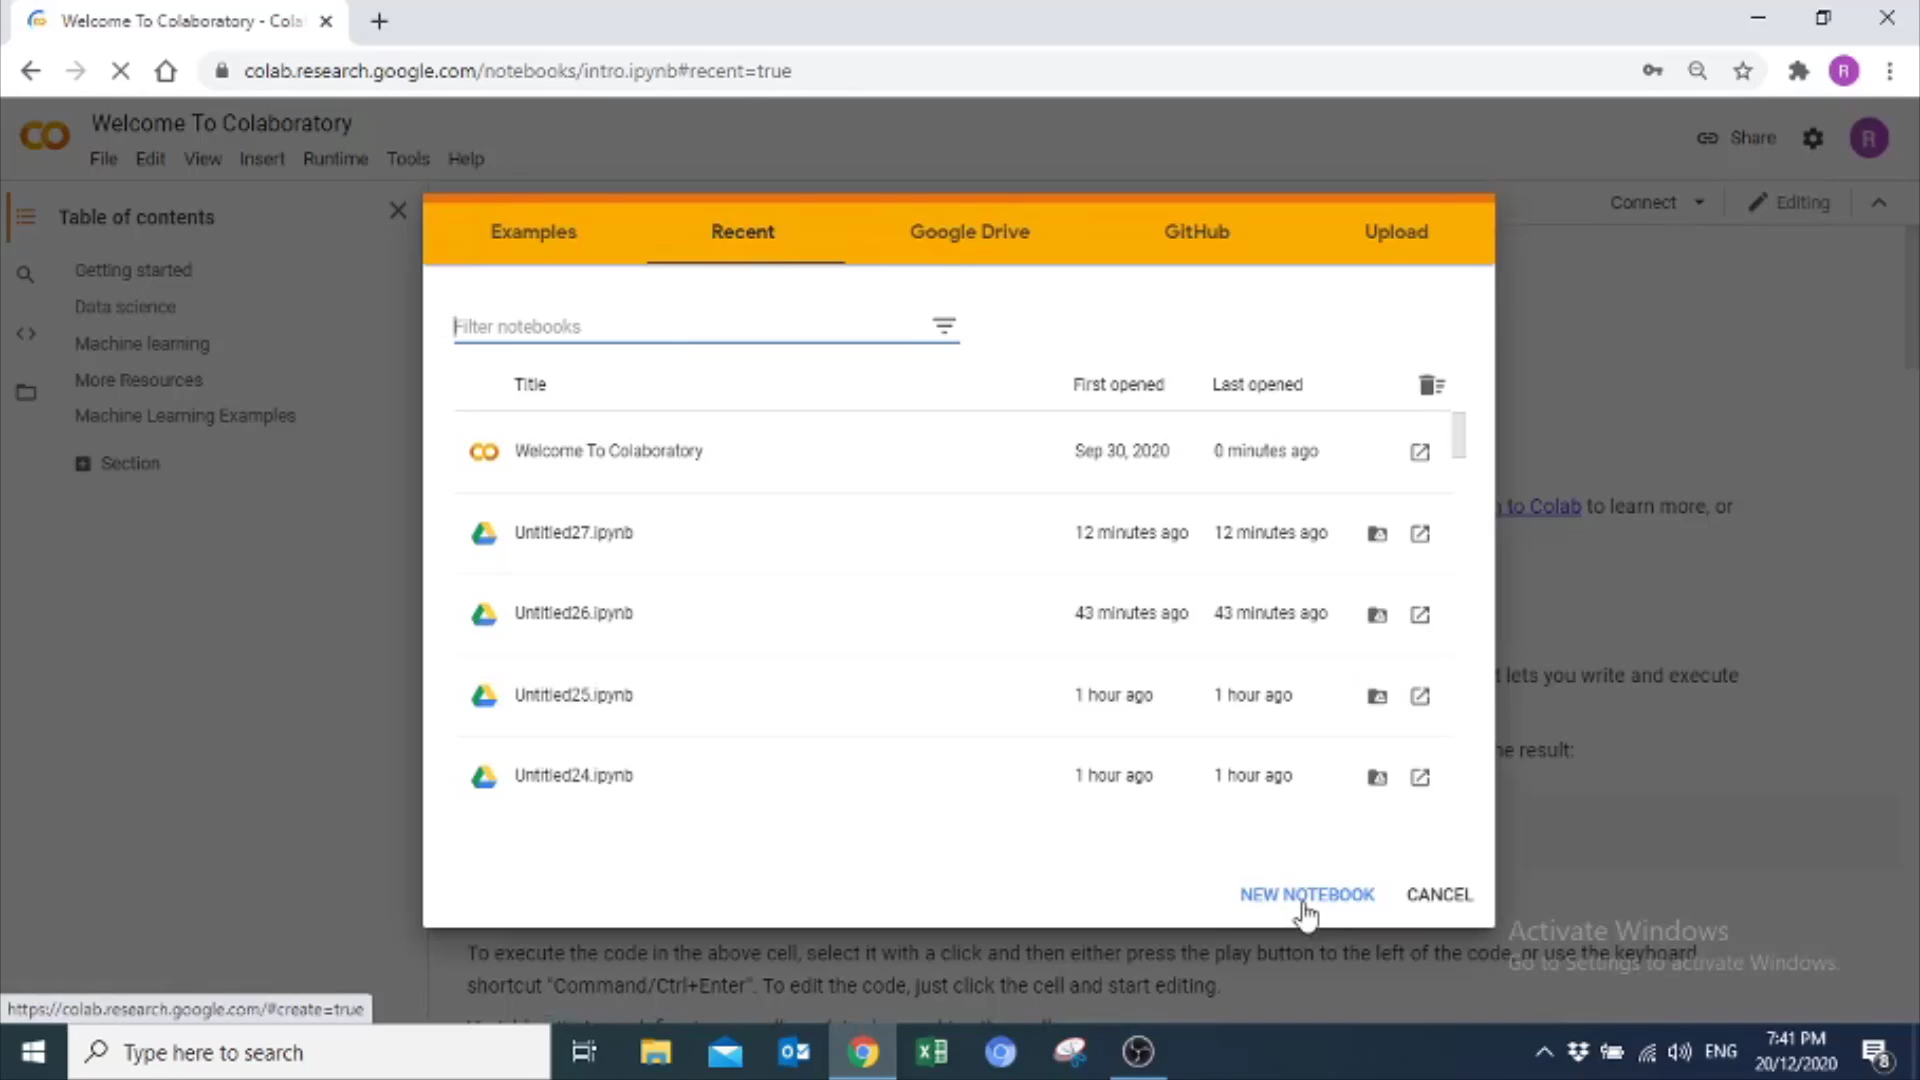 Welcome To Colaboratory - Cola
colab.research.google.com/notebooks/intro.ipynb#recent=true
R
CO
Welcome To Colaboratory
Share
R
File Edit View Insert Runtime Tools Help
Table of contents
Connect
Editing
Getting started
Data science
Machine learning
More Resources
Machine Learning Examples
Section
Examples Recent Google Drive GitHub Upload
Filter notebooks
Title First opened Last opened
CO Welcome To Colaboratory Sep 30, 2020 0 minutes ago
Untitled27.ipynb 12 minutes ago 12 minutes ago
Untitled26.ipynb 43 minutes ago 43 minutes ago
Untitled25.ipynb 1 hour ago 1 hour ago
Untitled24.ipynb 1 hour ago 1 hour ago
NEW NOTEBOOK CANCEL
to Colab to learn more, or
lets you write and execute
result:
Activate Windows
Go to Settings to activate Windows.
To execute the code in the above cell, select it with a click and then either press the play button to the left of the code, or use the keyboard
shortcut "Command/Ctrl+Enter". To edit the code, just click the cell and start editing.
https://colab.research.google.com/#create=true
Type here to search
ENG
7:41 PM
20/12/2020
8